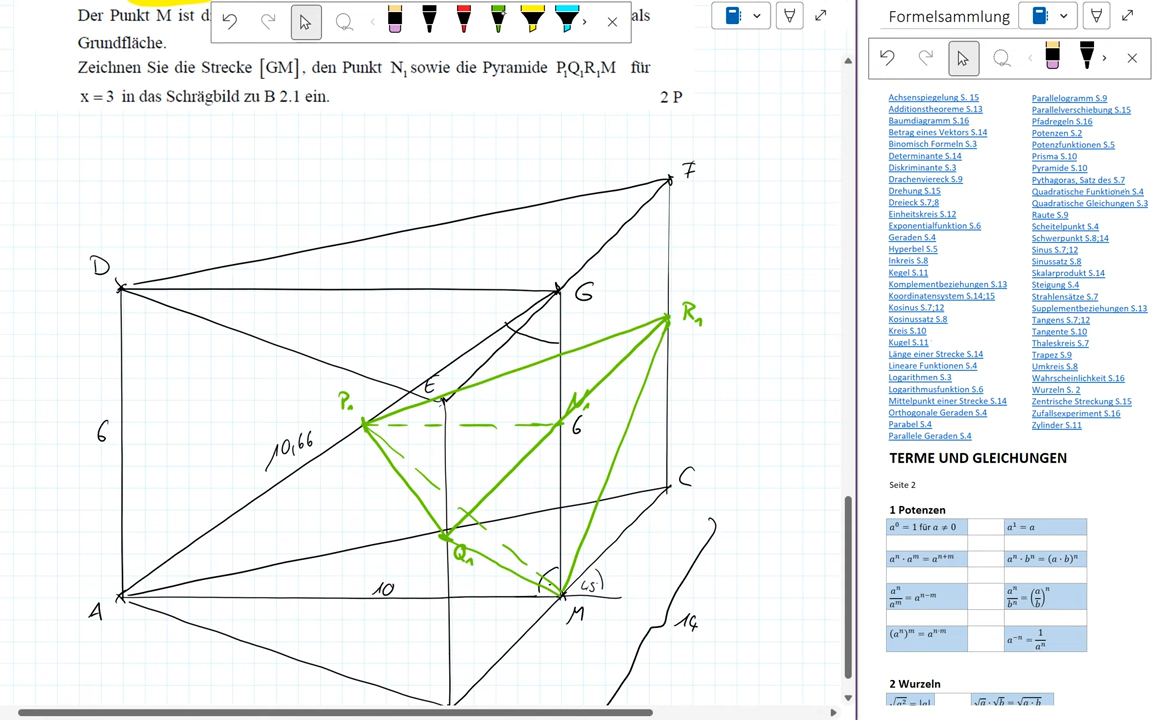 Der Punkt M ist d
als
Grundfläche.
Zeichnen Sie die Strecke [GM], den Punkt N₁ sowie die Pyramide P₁Q₁R₁M für
x = 3 in das Schrägbild zu B 2.1 ein.
2 P
F
D
G
R₁
E
P₁
N₁
6
6
10,66
C
Q₁
10
A
M
45
14
Formelsammlung
Achsenspiegelung S. 15
Additionstheoreme S.13
Baumdiagramm S.16
Betrag eines Vektors S.14
Binomisch Formeln S.3
Determinante S.14
Diskriminante S.3
Drachenviereck S.9
Drehung S.15
Dreieck S.7;8
Einheitskreis S.12
Exponentialfunktion S.6
Geraden S.4
Hyperbel S.5
Inkreis S.8
Kegel S.11
Komplementbeziehungen S.13
Koordinatensystem S.14;15
Kosinus S.7;12
Kosinussatz S.8
Kreis S.10
Kugel S.11
Länge einer Strecke S.14
Lineare Funktionen S.4
Logarithmen S.3
Logarithmusfunktion S.6
Mittelpunkt einer Strecke S.14
Orthogonale Geraden S.4
Parabel S.4
Parallele Geraden S.4
Parallelogramm S.9
Parallelverschiebung S.15
Pfadregeln S.16
Potenzen S.2
Potenzfunktionen S.5
Prisma S.10
Pyramide S.10
Pythagoras, Satz des S.7
Quadratische Funktionen S.4
Quadratische Gleichungen S.3
Raute S.9
Scheitelpunkt S.4
Schwerpunkt S.8;14
Sinus S.7;12
Sinussatz S.8
Skalarprodukt S.14
Steigung S.4
Strahlensätze S.7
Supplementbeziehungen S.13
Tangens S.7;12
Tangente S.10
Thaleskreis S.7
Trapez S.9
Umkreis S.8
Wahrscheinlichkeit S.16
Wurzeln S. 2
Zentrische Streckung S.15
Zufallsexperiment S.16
Zylinder S.11
TERME UND GLEICHUNGEN
Seite 2
1 Potenzen
a⁰ = 1 für a ≠ 0
a¹ = a
aⁿ · aᵐ = aⁿ⁺ᵐ
aⁿ · bⁿ = (a · b)ⁿ
aⁿ/aᵐ = aⁿ⁻ᵐ
aⁿ/bⁿ = (a/b)ⁿ
(aⁿ)ᵐ = aⁿ·ᵐ
a⁻ⁿ = 1/aⁿ
2 Wurzeln
√a² = |a|
√a · √b = √a · b